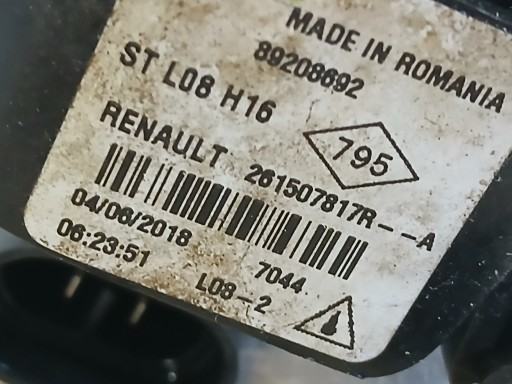 MADE IN ROMANIA
89208692
ST L08 H16
795
RENAULT 261507817R--A
04/06/2018 7044
06:23:51 L08-2